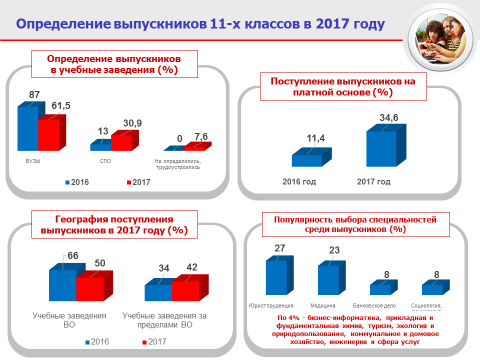 Определение выпускников 11-х классов в 2017 году
Определение выпускников
в учебные заведения (%)
87
61,5
13
30,9
0
7,6
ВУЗЫ
СПО
Не определились,
трудоустроились
2016
2017
Поступление выпускников на
платной основе (%)
11,4
34,6
2016 год
2017 год
География поступления
выпускников в 2017 году (%)
66
50
34
42
Учебные заведения
ВО
Учебные заведения за
пределами ВО
2016
2017
Популярность выбора специальностей
среди выпускников (%)
27
23
8
8
Юриспруденция
Медицина
Банковское дело
Социология,
По 4% - бизнес-информатика, прикладная и
фундаментальная химия, туризм, экология и
природопользование, коммунальное и домовое
хозяйство, инженерия и сфера услуг